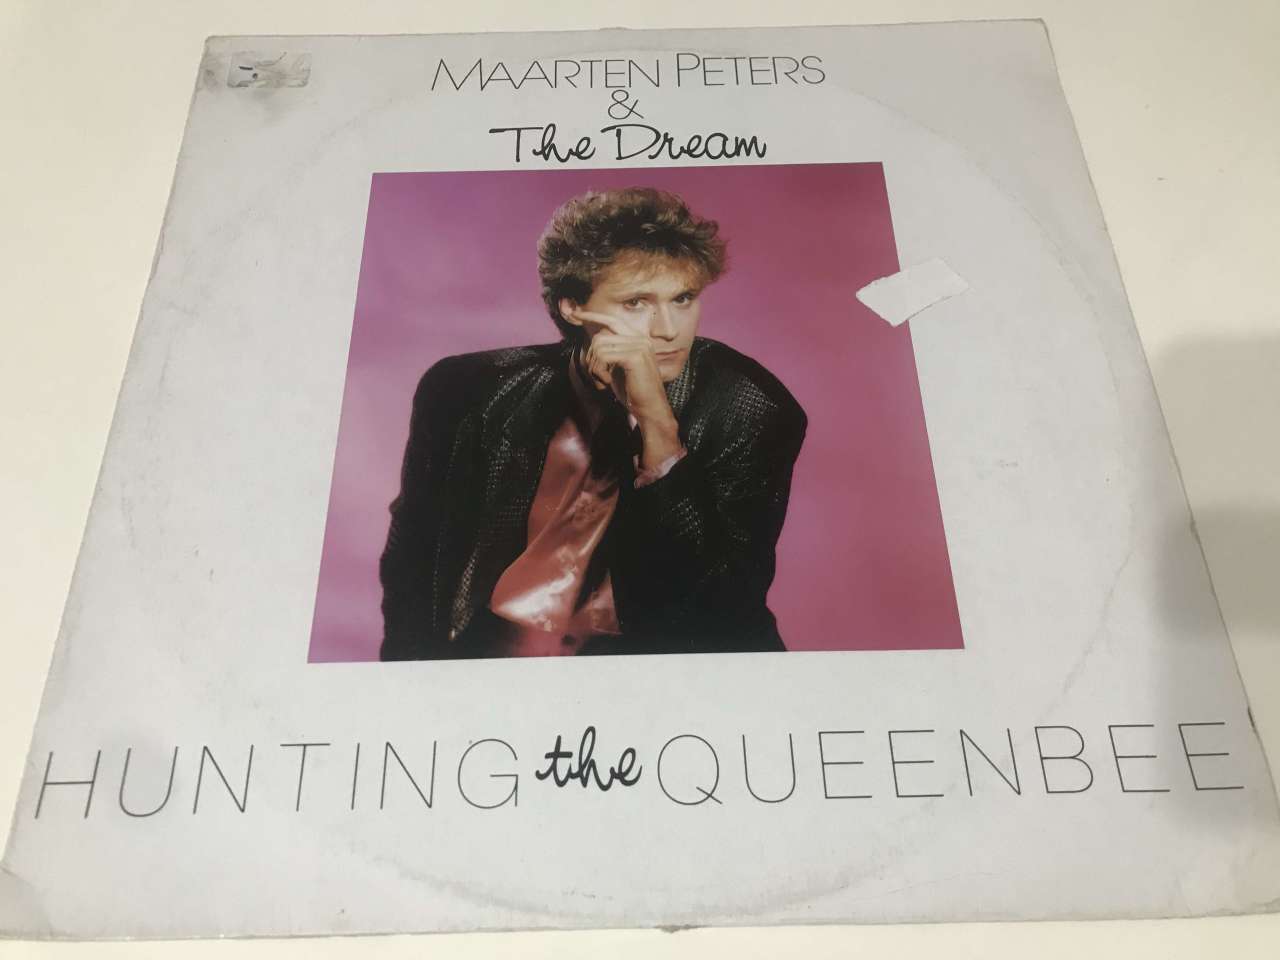 MAARTEN PETERS
&
The Dream
HUNTING the QUEENBEE